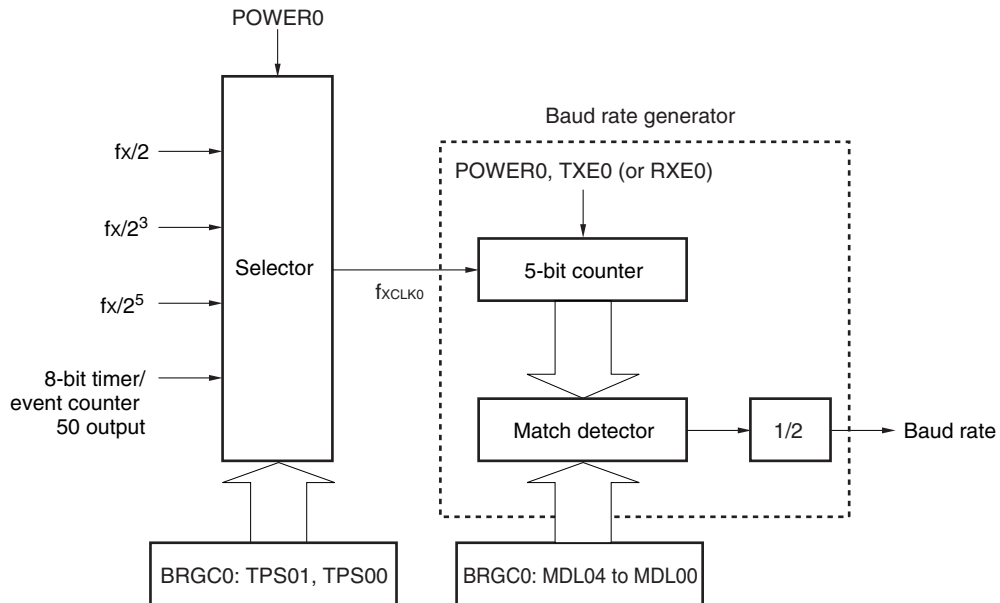 POWER0
Baud rate generator
fx/2
POWER0, TXE0 (or RXE0)
fx/2³
Selector
5-bit counter
fXCLK0
fx/2⁵
8-bit timer/
event counter
50 output
Match detector
1/2
Baud rate
BRGC0: TPS01, TPS00
BRGC0: MDL04 to MDL00